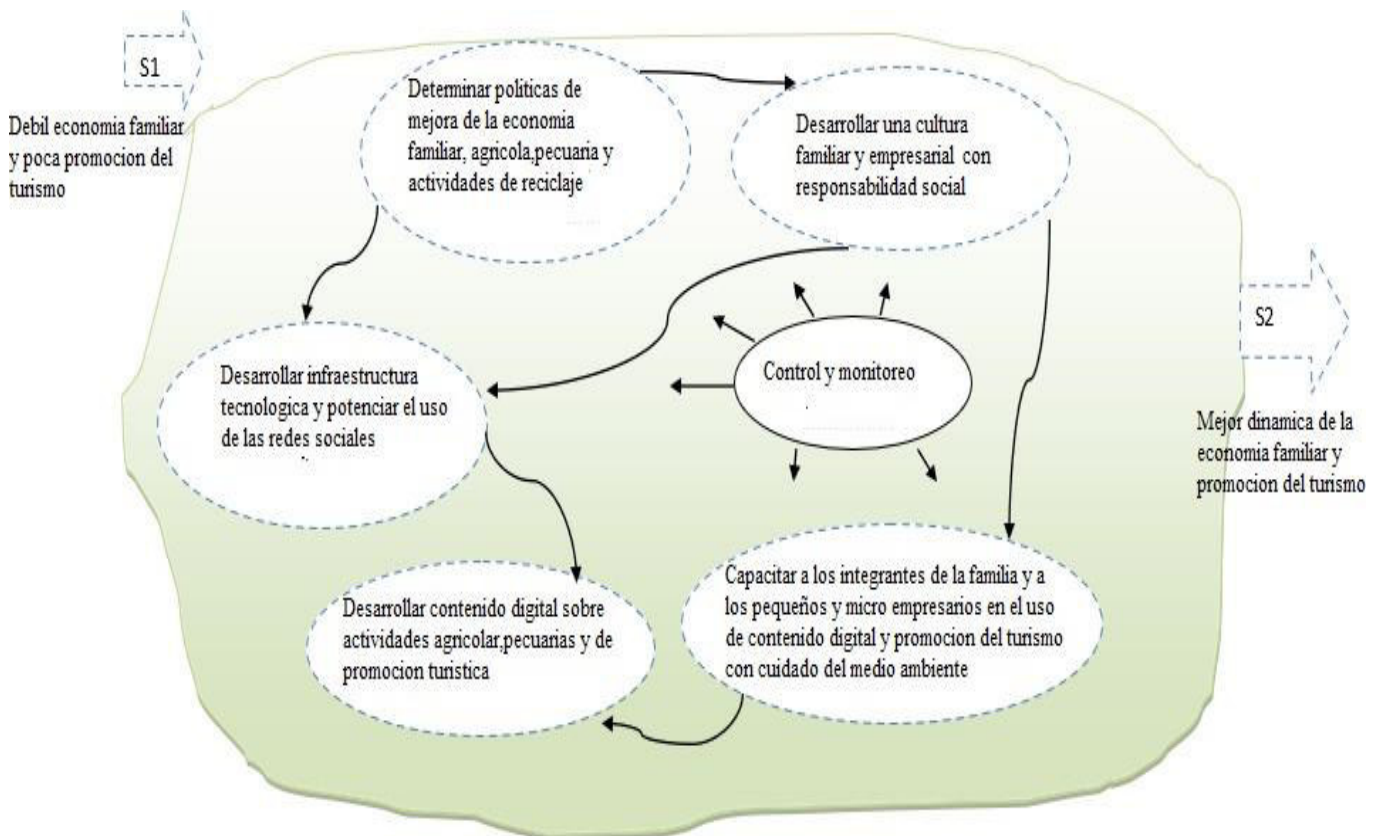 S1
Debil economia familiar
y poca promocion del
turismo
Determinar politicas de
mejora de la economia
familiar, agricola,pecuaria y
actividades de reciclaje
Desarrollar una cultura
familiar y empresarial con
responsabilidad social
S2
Mejor dinamica de la
economia familiar y
promocion del turismo
Control y monitoreo
Desarrollar infraestructura
tecnologica y potenciar el uso
de las redes sociales
Desarrollar contenido digital sobre
actividades agricolar,pecuarias y de
promocion turistica
Capacitar a los integrantes de la familia y a
los pequeños y micro empresarios en el uso
de contenido digital y promocion del turismo
con cuidado del medio ambiente